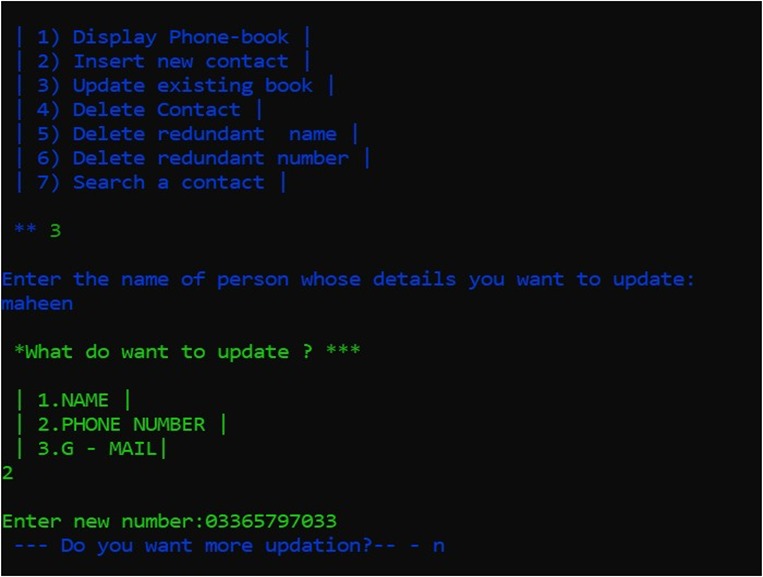 | 1) Display Phone-book |
| 2) Insert new contact |
| 3) Update existing book |
| 4) Delete Contact |
| 5) Delete redundant  name |
| 6) Delete redundant number |
| 7) Search a contact |
** 3
Enter the name of person whose details you want to update:
maheen
*What do want to update ? ***
| 1.NAME |
| 2.PHONE NUMBER |
| 3.G - MAIL|
2
Enter new number:03365797033
--- Do you want more updation?-- - n